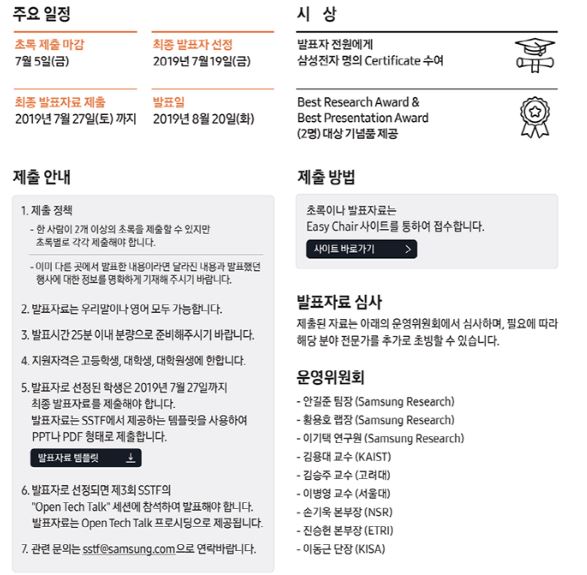 주요 일정
초록 제출 마감
7월 5일(금)
최종 발표자 선정
2019년 7월 19일(금)
최종 발표자료 제출
2019년 7월 27일(토) 까지
발표일
2019년 8월 20일(화)
시 상
발표자 전원에게
삼성전자 명의 Certificate 수여
Best Research Award &
Best Presentation Award
(2명) 대상 기념품 제공
제출 안내
1. 제출 정책
- 한 사람이 2개 이상의 초록을 제출할 수 있지만
초록별로 각각 제출해야 합니다.
- 이미 다른 곳에서 발표한 내용이라면 달라진 내용과 발표했던
행사에 대한 정보를 명확하게 기재해 주시기 바랍니다.
2. 발표자료는 우리말이나 영어 모두 가능합니다.
3. 발표시간 25분 이내 분량으로 준비해주시기 바랍니다.
4. 지원자격은 고등학생, 대학생, 대학원생에 한합니다.
5. 발표자로 선정된 학생은 2019년 7월 27일까지
최종 발표자료를 제출해야 합니다.
발표자료는 SSTF에서 제공하는 템플릿을 사용하여
PPT나 PDF 형태로 제출합니다.
발표자료 템플릿
6. 발표자로 선정되면 제3회 SSTF의
"Open Tech Talk" 세션에 참석하여 발표해야 합니다.
발표자료는 Open Tech Talk 프로시딩으로 제공됩니다.
7. 관련 문의는 sstf@samsung.com으로 연락바랍니다.
제출 방법
초록이나 발표자료는
Easy Chair 사이트를 통하여 접수합니다.
사이트 바로가기
발표자료 심사
제출된 자료는 아래의 운영위원회에서 심사하며, 필요에 따라
해당 분야 전문가를 추가로 초빙할 수 있습니다.
운영위원회
- 안길준 팀장 (Samsung Research)
- 황용호 랩장 (Samsung Research)
- 이기택 연구원 (Samsung Research)
- 김용대 교수 (KAIST)
- 김승주 교수 (고려대)
- 이병영 교수 (서울대)
- 손기욱 본부장 (NSR)
- 진승헌 본부장 (ETRI)
- 이동근 단장 (KISA)